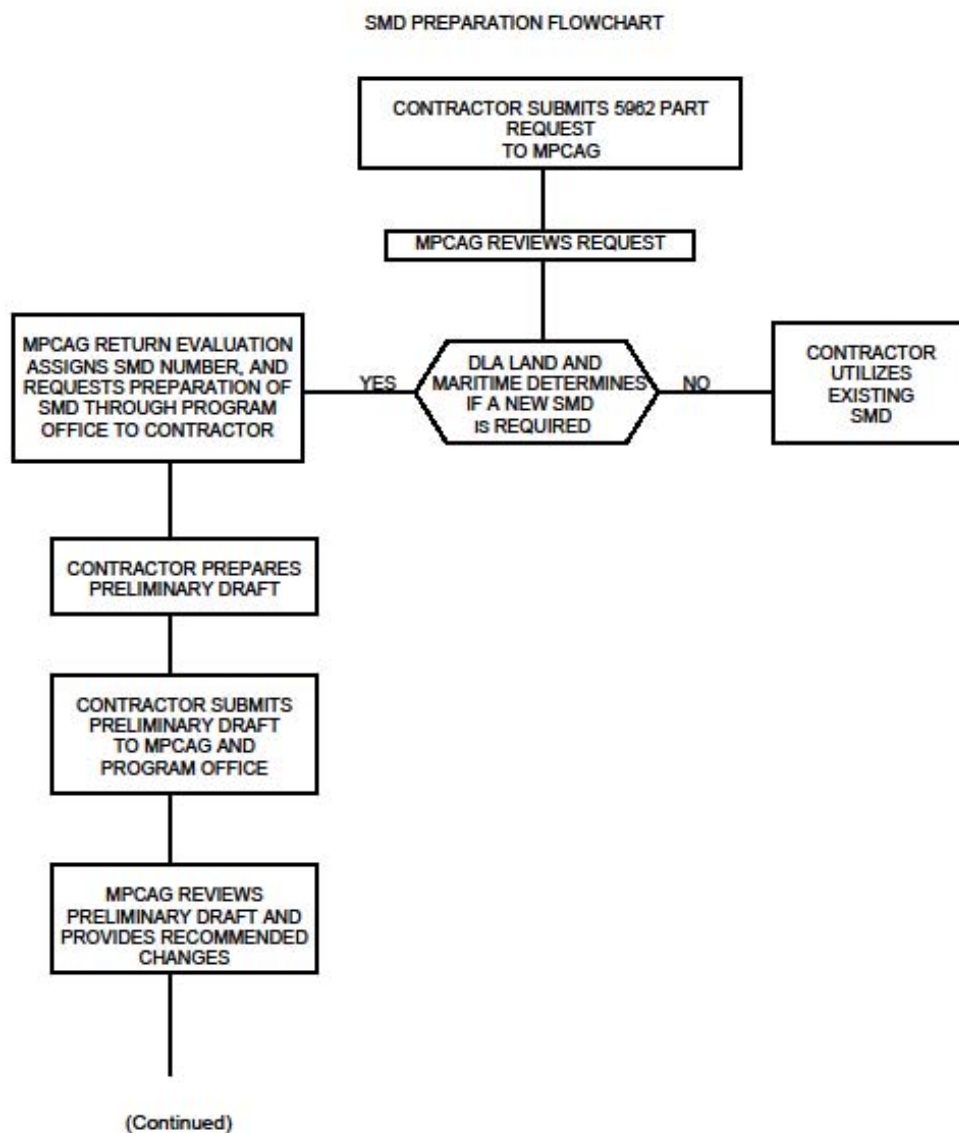 SMD PREPARATION FLOWCHART
CONTRACTOR SUBMITS 5962 PART
REQUEST
TO MPCAG
MPCAG REVIEWS REQUEST
MPCAG RETURN EVALUATION
ASSIGNS SMD NUMBER, AND
REQUESTS PREPARATION OF
SMD THROUGH PROGRAM
OFFICE TO CONTRACTOR
YES
DLA LAND AND
MARITIME DETERMINES
IF A NEW SMD
is REQUIRED
NO
CONTRACTOR
UTILIZES
EXISTING
SMD
CONTRACTOR PREPARES
PRELIMINARY DRAFT
CONTRACTOR SUBMITS
PRELIMINARY DRAFT
TO MPCAG AND
PROGRAM OFFICE
MPCAG REVIEWS
PRELIMINARY DRAFT AND
PROVIDES RECOMMENDED
CHANGES
(Continued)